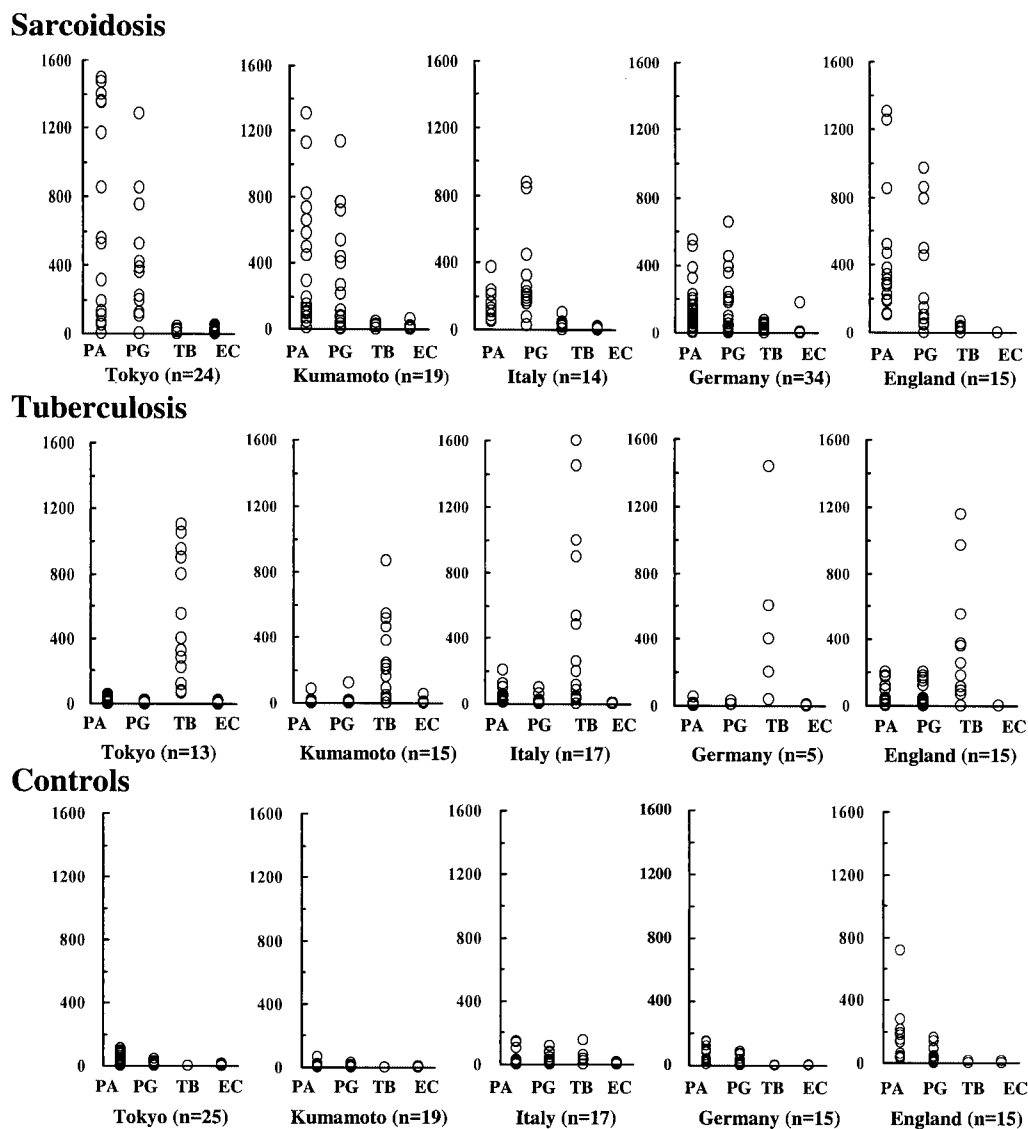 Sarcoidosis
1600 1600 1600 1600 1600
1200 1200 1200 1200 1200
800 800 800 800 800
400 400 400 400 400
0 0 0 0 0
PA PG TB EC PA PG TB EC PA PG TB EC PA PG TB EC PA PG TB EC
Tokyo (n=24) Kumamoto (n=19) Italy (n=14) Germany (n=34) England (n=15)
Tuberculosis
1600 1600 1600 1600 1600
1200 1200 1200 1200 1200
800 800 800 800 800
400 400 400 400 400
0 0 0 0 0
PA PG TB EC PA PG TB EC PA PG TB EC PA PG TB EC PA PG TB EC
Tokyo (n=13) Kumamoto (n=15) Italy (n=17) Germany (n=5) England (n=15)
Controls
1600 1600 1600 1600 1600
1200 1200 1200 1200 1200
800 800 800 800 800
400 400 400 400 400
0 0 0 0 0
PA PG TB EC PA PG TB EC PA PG TB EC PA PG TB EC PA PG TB EC
Tokyo (n=25) Kumamoto (n=19) Italy (n=17) Germany (n=15) England (n=15)